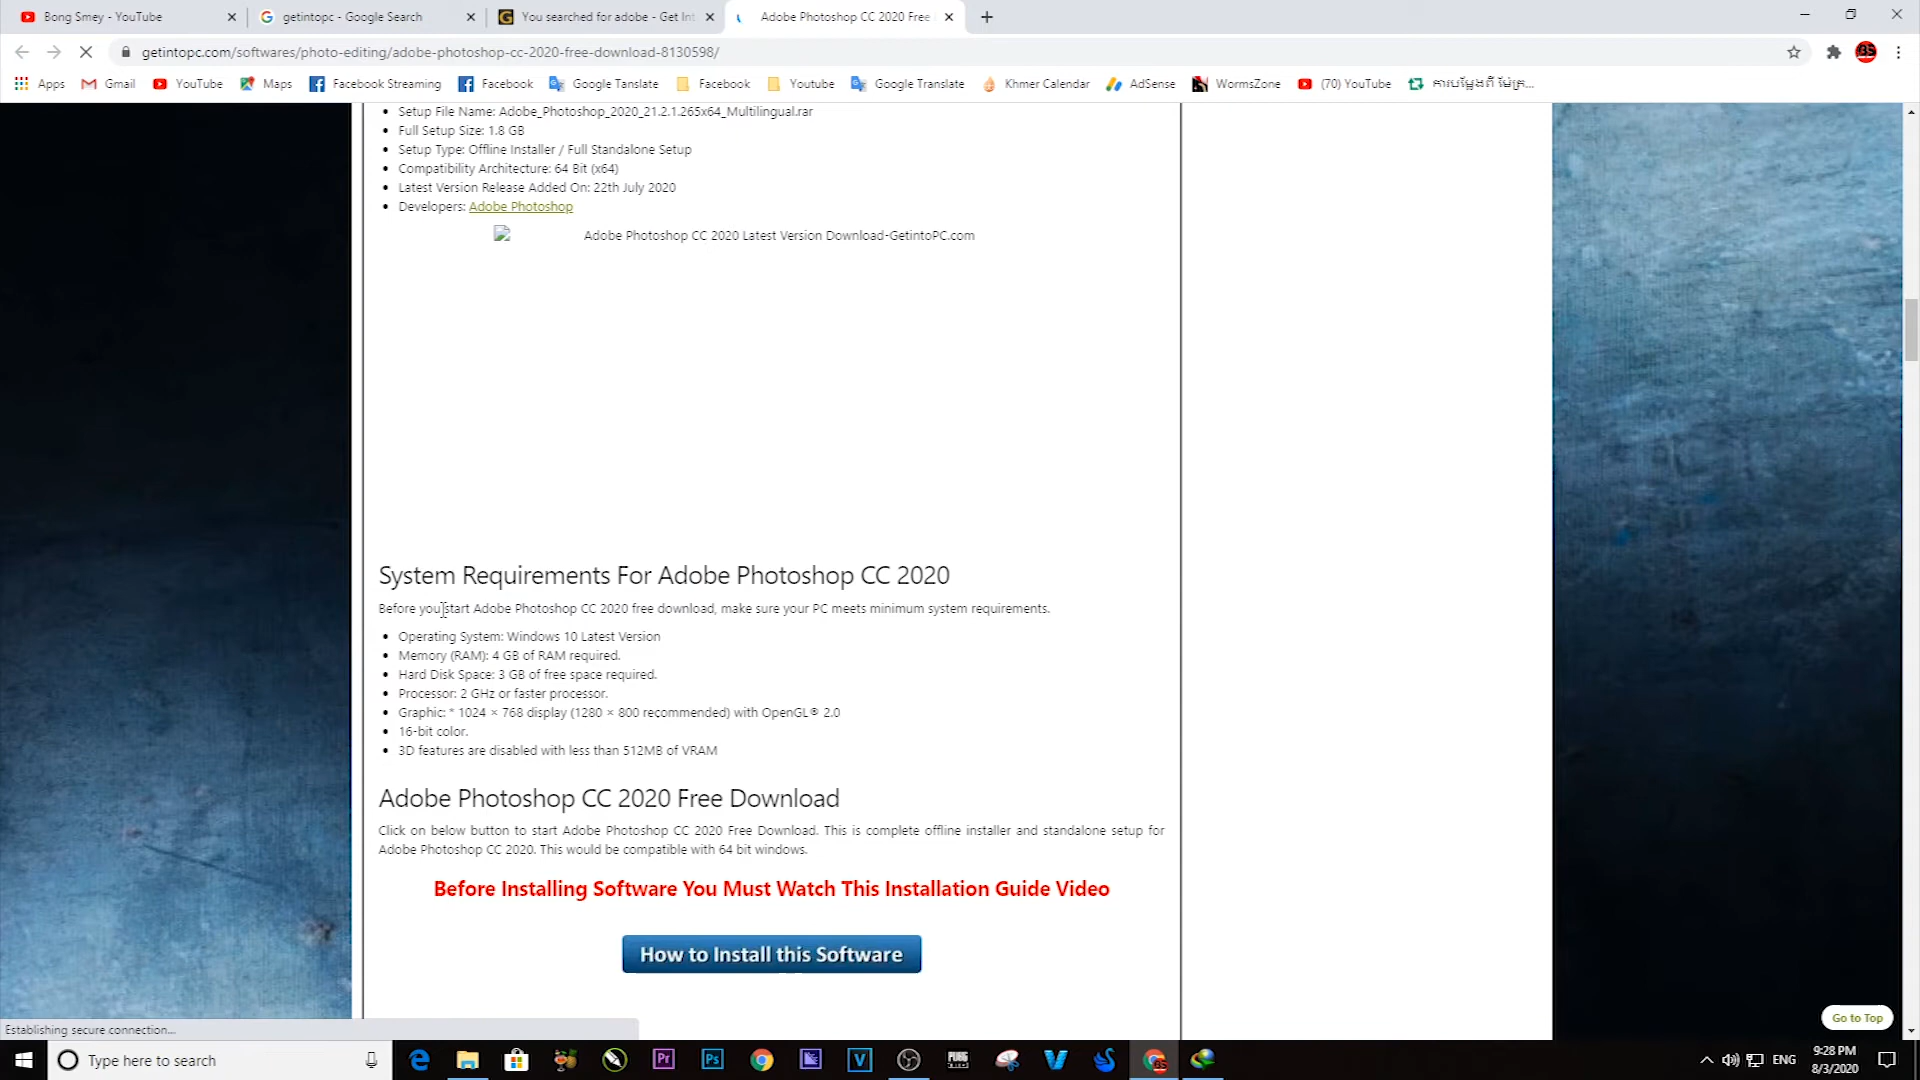 Bong Smey - YouTube
getintopc - Google Search
You searched for adobe - Get Int
Adobe Photoshop CC 2020 Free
getintopc.com/softwares/photo-editing/adobe-photoshop-cc-2020-free-download-8130598/
Apps Gmail YouTube Maps Facebook Streaming Facebook Google Tanslate Facebook Youtube Google Translate Khmer Calendar AdSense WormsZone (70) YouTube
Setup File Name: Adobe_Photoshop_2020_21.2.1.265x64_Multilingual.rar
Full Setup Size: 1.8 GB
Setup Type: Offline Installer / Full Standalone Setup
Compatibility Architecture: 64 Bit (x64)
Latest Version Release Added On: 22th July 2020
Developers: Adobe Photoshop
Adobe Photoshop CC 2020 Latest Version Download-GetintoPC.com
System Requirements For Adobe Photoshop CC 2020
Before you start Adobe Photoshop CC 2020 free download, make sure your PC meets minimum system requirements.
Operating System: Windows 10 Latest Version
Memory (RAM): 4 GB of RAM required.
Hard Disk Space: 3 GB of free space required.
Processor: 2 GHz or faster processor.
Graphic: * 1024 × 768 display (1280 × 800 recommended) with OpenGL® 2.0
16-bit color.
3D features are disabled with less than 512MB of VRAM
Adobe Photoshop CC 2020 Free Download
Click on below button to start Adobe Photoshop CC 2020 Free Download. This is complete offline installer and standalone setup for
Adobe Photoshop CC 2020. This would be compatible with 64 bit windows.
Before Installing Software You Must Watch This Installation Guide Video
How to Install this Software
Go to Top
Establishing secure connection...
Type here to search
ENG
9:28 PM
8/3/2020